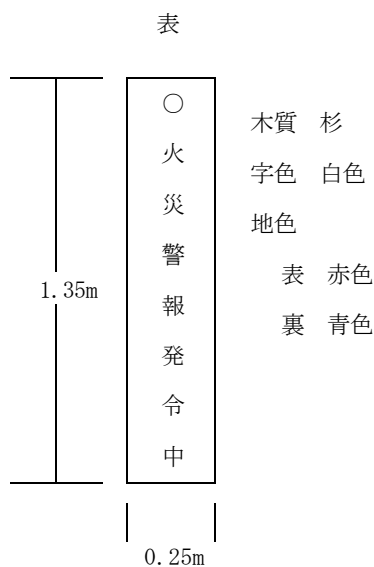 表
○火災警報発令中
木質　杉
字色　白色
地色
表　赤色
裏　青色
1.35m
0.25m